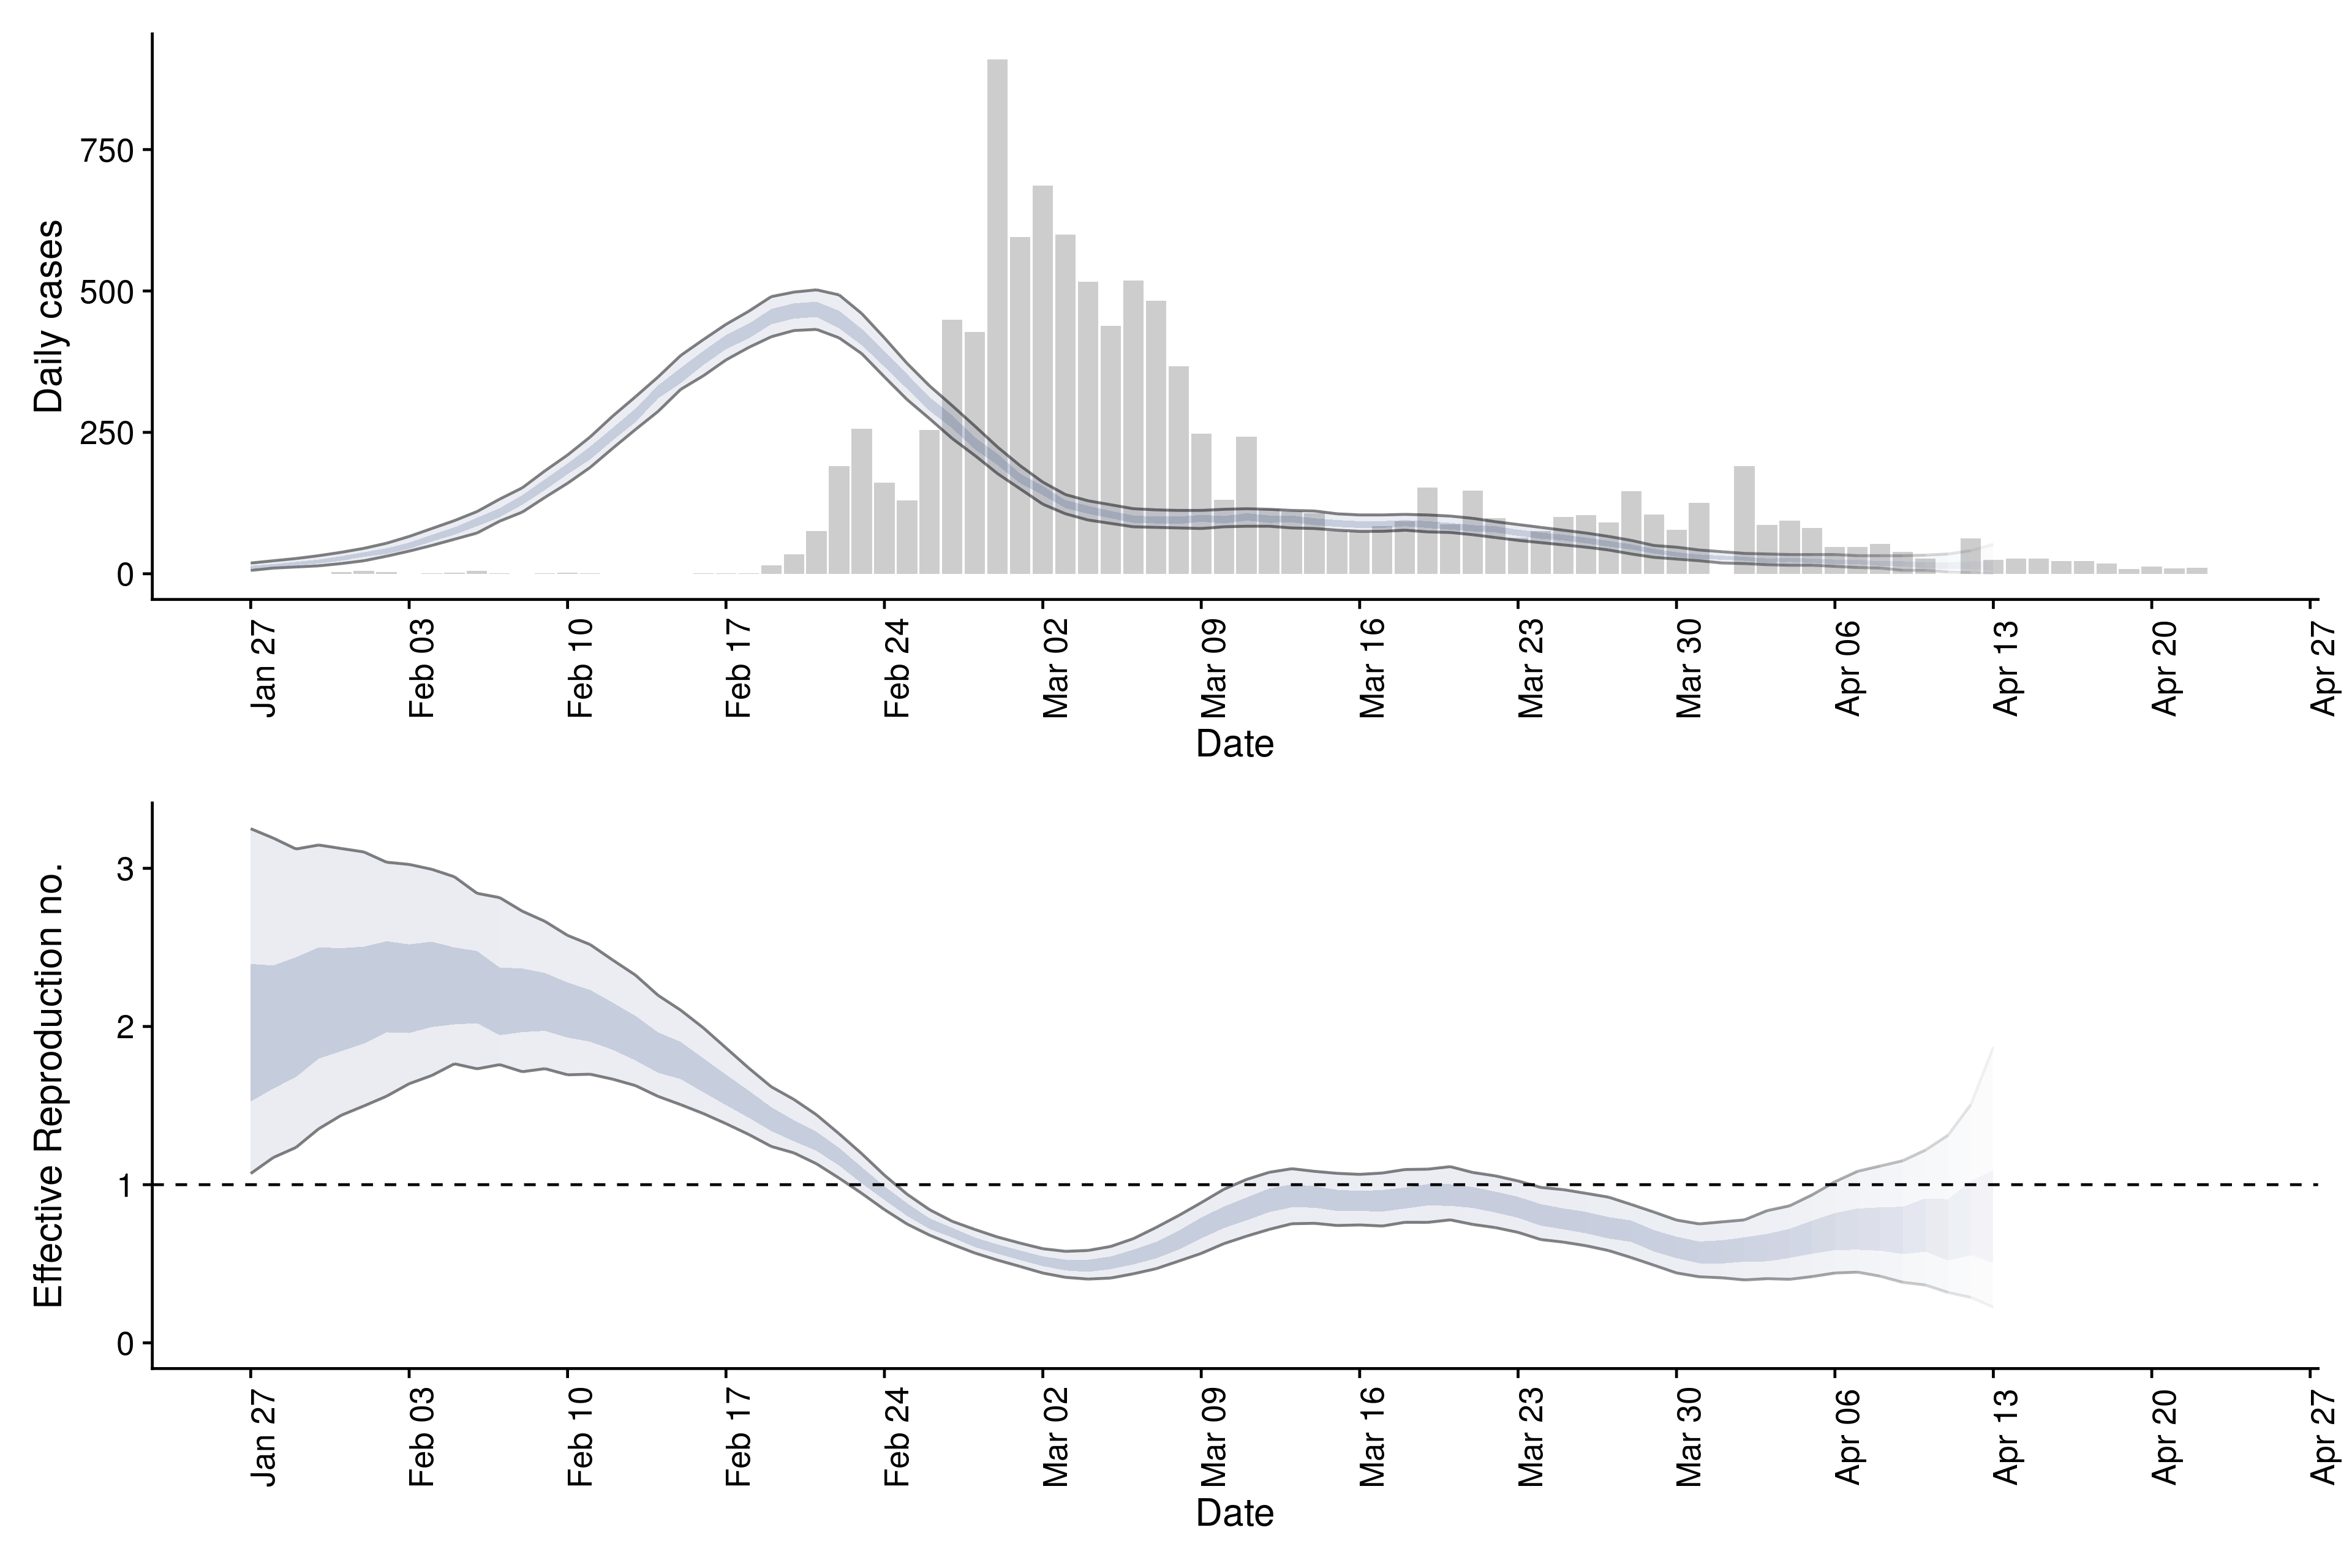 Daily cases
750
500
250
0
Jan 27
Feb 03
Feb 10
Feb 17
Feb 24
Mar 02
Mar 09
Mar 16
Mar 23
Mar 30
Apr 06
Apr 13
Apr 20
Apr 27
Date
Effective Reproduction no.
3
2
1
0
Jan 27
Feb 03
Feb 10
Feb 17
Feb 24
Mar 02
Mar 09
Mar 16
Mar 23
Mar 30
Apr 06
Apr 13
Apr 20
Apr 27
Date